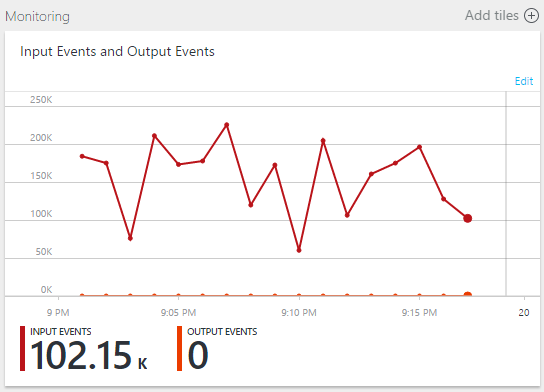 Monitoring
Add tiles
Input Events and Output Events
Edit
250K
200K
150K
100K
50K
0K
9 PM
9:05 PM
9:10 PM
9:15 PM
20
INPUT EVENTS
102.15 K
OUTPUT EVENTS
0